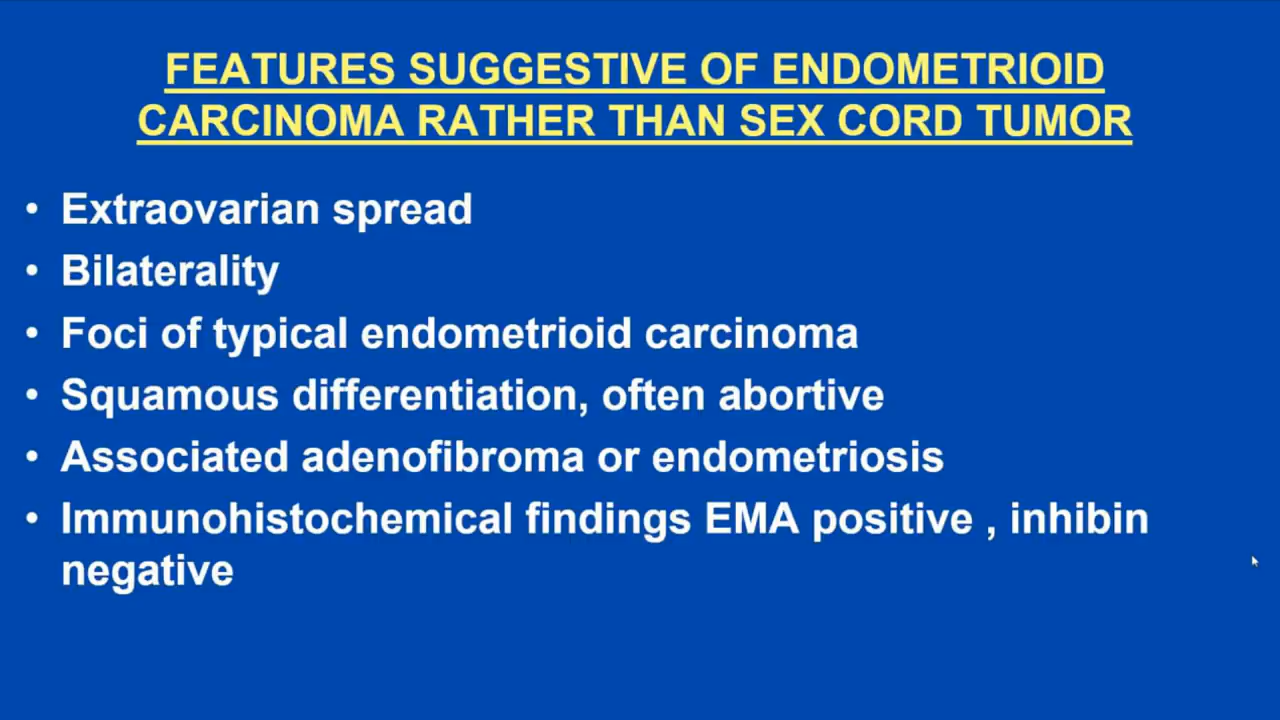 FEATURES SUGGESTIVE OF ENDOMETRIOID
CARCINOMA RATHER THAN SEX CORD TUMOR
• Extraovarian spread
• Bilaterality
• Foci of typical endometrioid carcinoma
• Squamous differentiation, often abortive
• Associated adenofibroma or endometriosis
• Immunohistochemical findings EMA positive , inhibin
negative